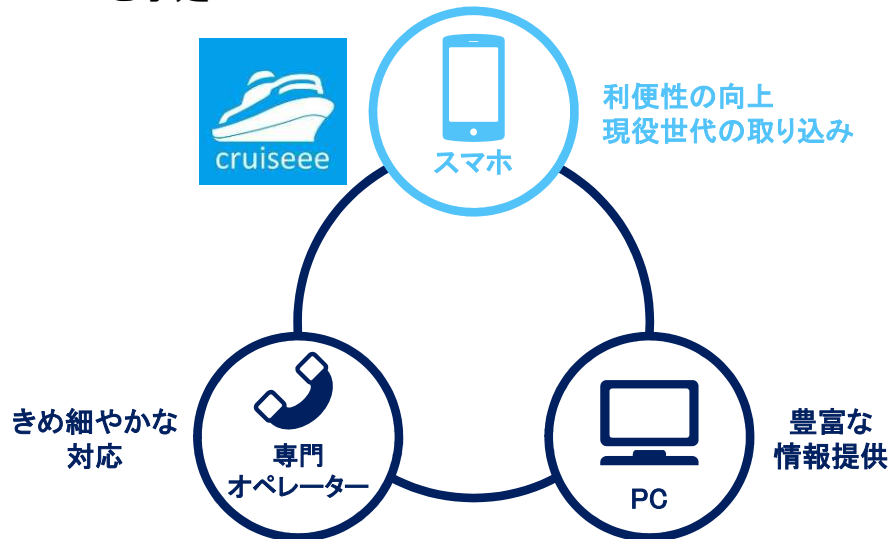 cruiseee
スマホ
利便性の向上
現役世代の取り込み
きめ細やかな
対応
専門
オペレーター
PC
豊富な
情報提供